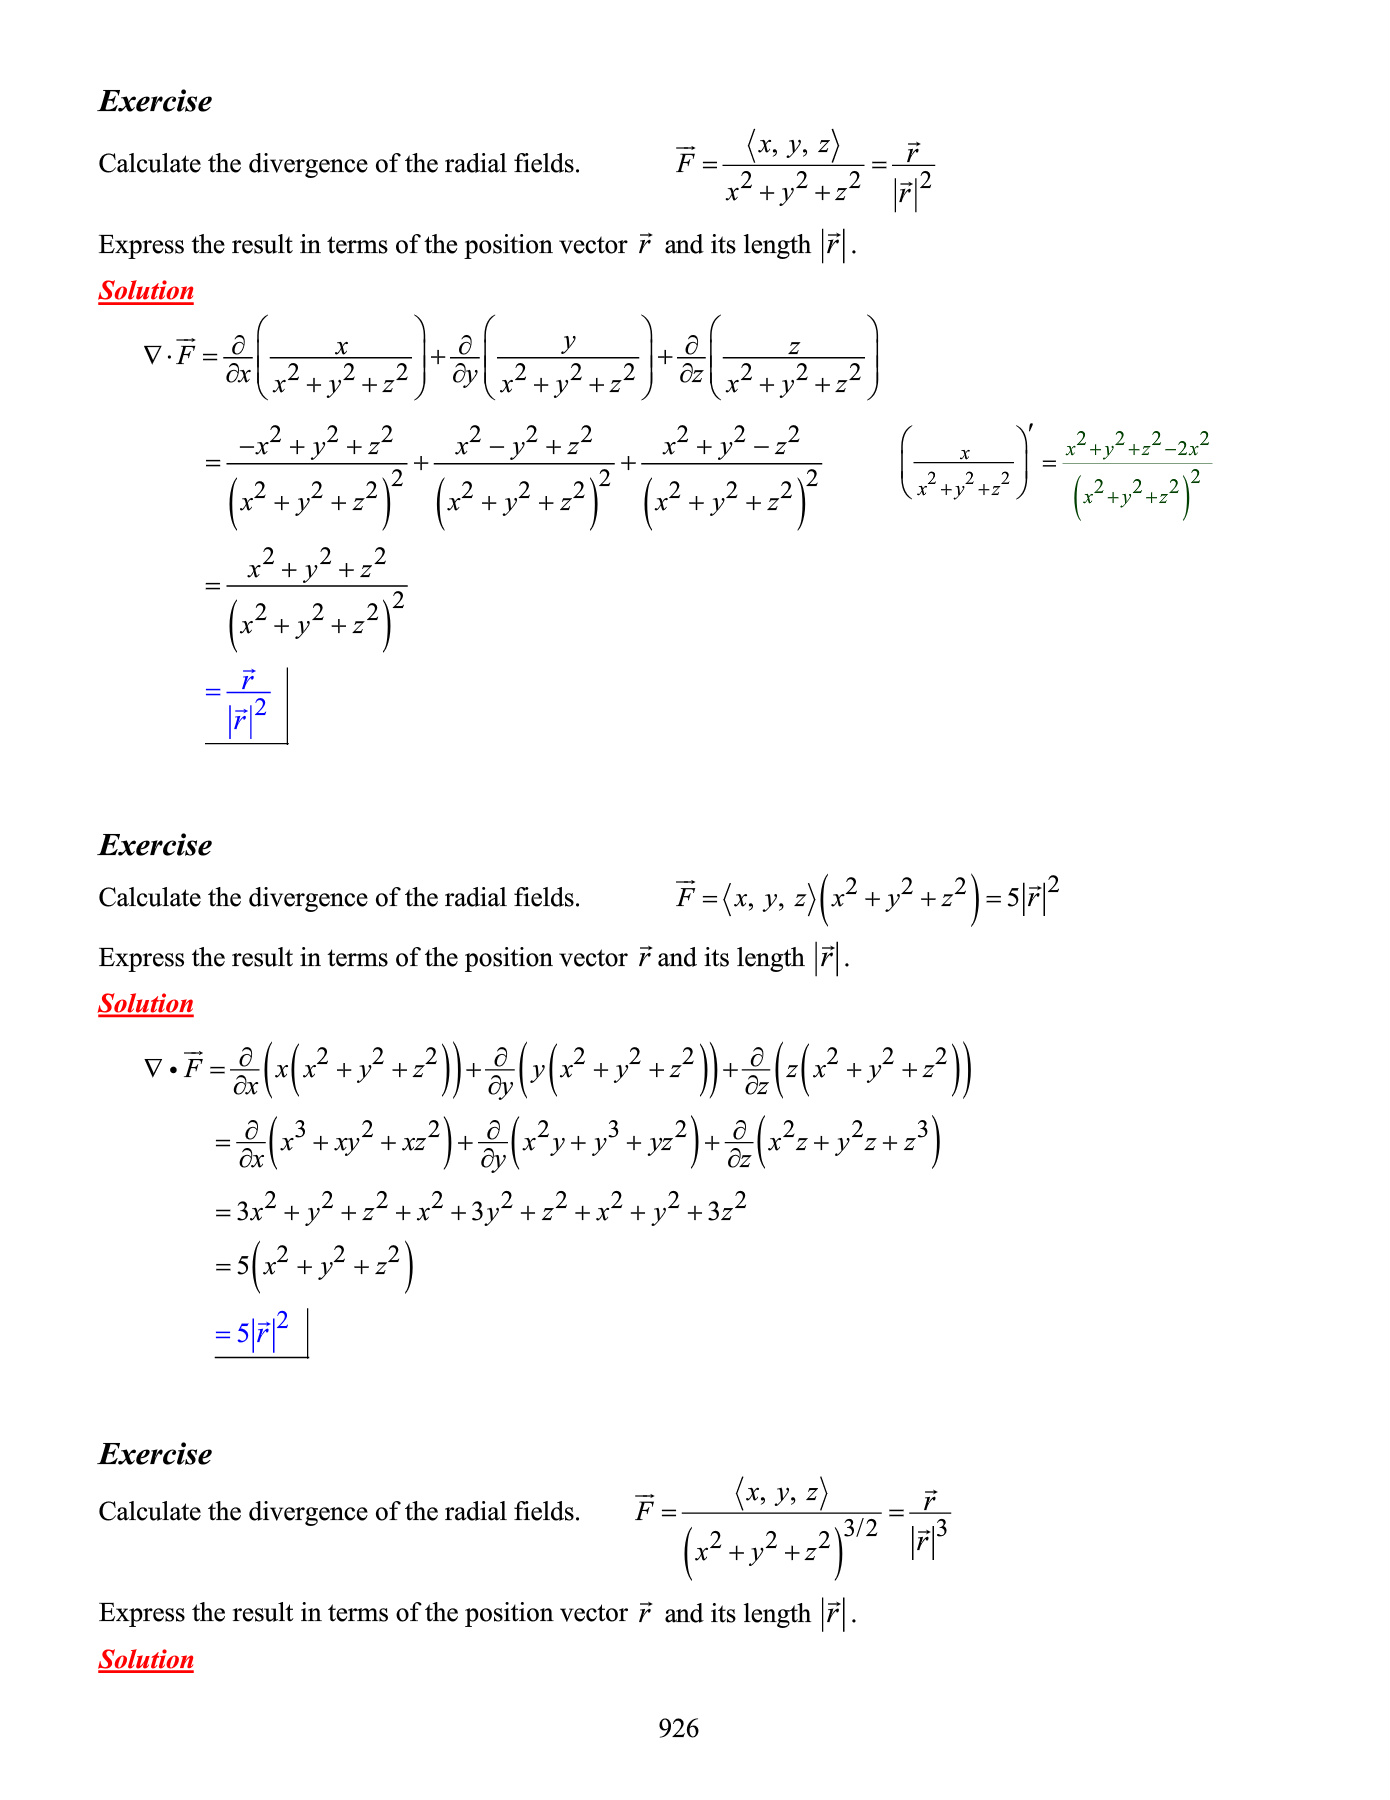 Exercise
Calculate the divergence of the radial fields. $\vec{F} = \frac{\langle x, y, z \rangle}{x^2 + y^2 + z^2} = \frac{\vec{r}}{|\vec{r}|^2}$
Express the result in terms of the position vector $\vec{r}$ and its length $|\vec{r}|$.
Solution
$\nabla \cdot \vec{F} = \frac{\partial}{\partial x}\left(\frac{x}{x^2 + y^2 + z^2}\right) + \frac{\partial}{\partial y}\left(\frac{y}{x^2 + y^2 + z^2}\right) + \frac{\partial}{\partial z}\left(\frac{z}{x^2 + y^2 + z^2}\right)$
$= \frac{-x^2 + y^2 + z^2}{\left(x^2 + y^2 + z^2\right)^2} + \frac{x^2 - y^2 + z^2}{\left(x^2 + y^2 + z^2\right)^2} + \frac{x^2 + y^2 - z^2}{\left(x^2 + y^2 + z^2\right)^2}$ $\left(\frac{x}{x^2 + y^2 + z^2}\right)' = \frac{x^2 + y^2 + z^2 - 2x^2}{\left(x^2 + y^2 + z^2\right)^2}$
$= \frac{x^2 + y^2 + z^2}{\left(x^2 + y^2 + z^2\right)^2}$
$= \frac{\vec{r}}{|\vec{r}|^2}$
Exercise
Calculate the divergence of the radial fields. $\vec{F} = \langle x, y, z \rangle \left(x^2 + y^2 + z^2\right) = 5|\vec{r}|^2$
Express the result in terms of the position vector $\vec{r}$ and its length $|\vec{r}|$.
Solution
$\nabla \bullet \vec{F} = \frac{\partial}{\partial x}\left(x\left(x^2 + y^2 + z^2\right)\right) + \frac{\partial}{\partial y}\left(y\left(x^2 + y^2 + z^2\right)\right) + \frac{\partial}{\partial z}\left(z\left(x^2 + y^2 + z^2\right)\right)$
$= \frac{\partial}{\partial x}\left(x^3 + xy^2 + xz^2\right) + \frac{\partial}{\partial y}\left(x^2y + y^3 + yz^2\right) + \frac{\partial}{\partial z}\left(x^2z + y^2z + z^3\right)$
$= 3x^2 + y^2 + z^2 + x^2 + 3y^2 + z^2 + x^2 + y^2 + 3z^2$
$= 5\left(x^2 + y^2 + z^2\right)$
$= 5|\vec{r}|^2$
Exercise
Calculate the divergence of the radial fields. $\vec{F} = \frac{\langle x, y, z \rangle}{\left(x^2 + y^2 + z^2\right)^{3/2}} = \frac{\vec{r}}{|\vec{r}|^3}$
Express the result in terms of the position vector $\vec{r}$ and its length $|\vec{r}|$.
Solution
926